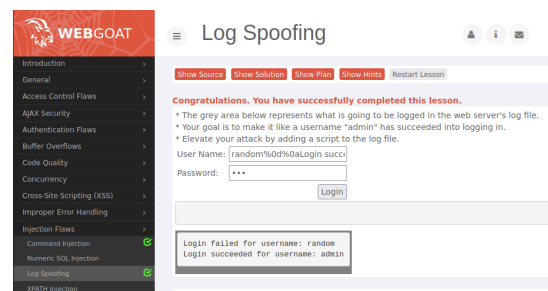 WEBGOAT
Log Spoofing
Introduction
General
Access Control Flaws
AJAX Security
Authentication Flaws
Buffer Overflows
Code Quality
Concurrency
Cross-Site Scripting (XSS)
Improper Error Handling
Injection Flaws
Command Injection
Numeric SQL Injection
Log Spoofing
XPATH Injection
Show Source Show Solution Show Plan Show Hints Restart Lesson
Congratulations. You have successfully completed this lesson.
* The grey area below represents what is going to be logged in the web server's log file.
* Your goal is to make it like a username "admin" has succeeded into logging in.
* Elevate your attack by adding a script to the log file.
User Name: random%0d%0aLogin succe
Password: •••
Login
Login failed for username: random
Login succeeded for username: admin